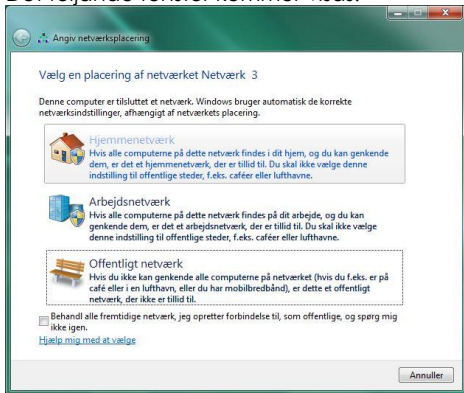 Angiv netværksplacering
Vælg en placering af netværket Netværk 3
Denne computer er tilsluttet et netværk. Windows bruger automatisk de korrekte
netværksindstillinger, afhængigt af netværkets placering.
Hjemmenetværk
Hvis alle computerne på dette netværk findes i dit hjem, og du kan genkende
dem, er det et hjemmenetværk, der er tillid til. Du skal ikke vælge denne
indstilling til offentlige steder, f.eks. caféer eller lufthavne.
Arbejdsnetværk
Hvis alle computerne på dette netværk findes på dit arbejde, og du kan
genkende dem, er det et arbejdsnetværk, der er tillid til. Du skal ikke vælge
denne indstilling til offentlige steder, f.eks. caféer eller lufthavne.
Offentligt netværk
Hvis du ikke kan genkende alle computerne på netværket (hvis du f.eks. er på
café eller i en lufthavn, eller du har mobilbredbånd), er dette et offentligt
netværk, der ikke er tillid til.
Behandl alle fremtidige netværk, jeg opretter forbindelse til, som offentlige, og spørg mig
ikke igen.
Hjælp mig med at vælge
Annuller